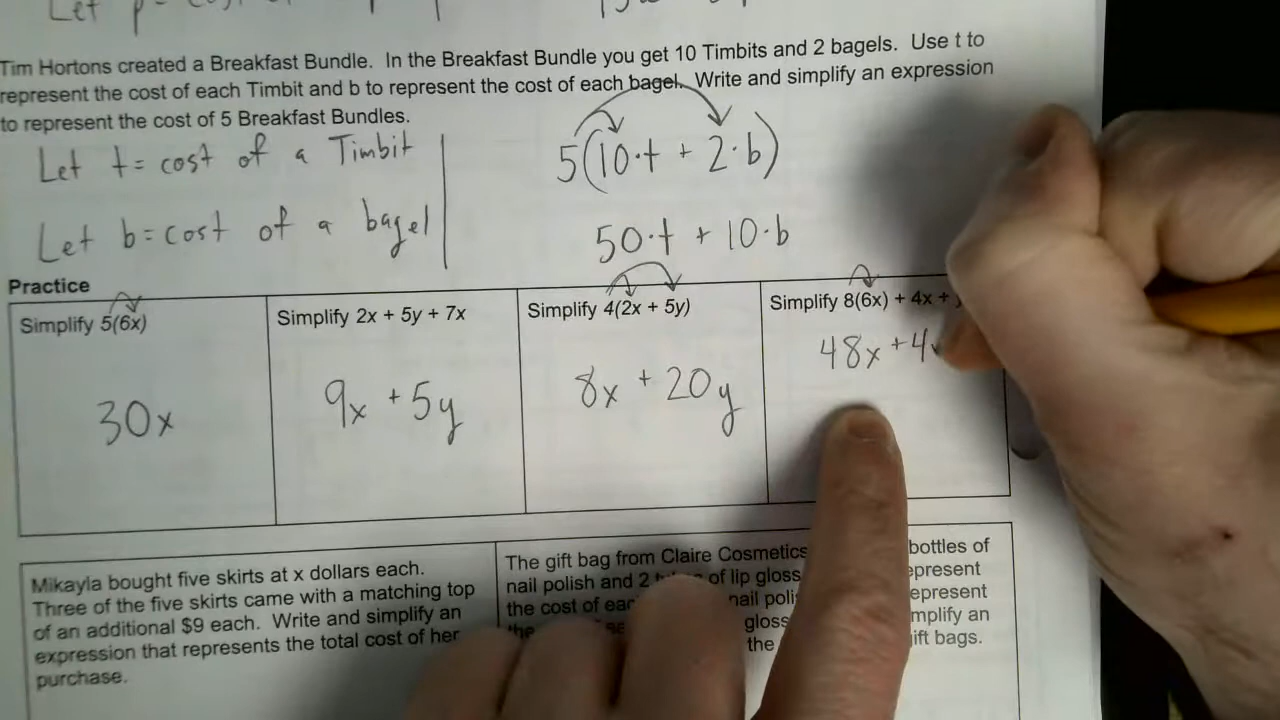 Let p = cost
Tim Hortons created a Breakfast Bundle. In the Breakfast Bundle you get 10 Timbits and 2 bagels. Use t to
represent the cost of each Timbit and b to represent the cost of each bagel. Write and simplify an expression
to represent the cost of 5 Breakfast Bundles.
Let t = cost of a Timbit
5(10·t + 2·b)
Let b = cost of a bagel
50·t + 10·b
Practice
Simplify 5(6x)
30x
Simplify 2x + 5y + 7x
9x + 5y
Simplify 4(2x + 5y)
8x + 20y
Simplify 8(6x) + 4x +
48x + 4
Mikayla bought five skirts at x dollars each.
Three of the five skirts came with a matching top
of an additional $9 each. Write and simplify an
expression that represents the total cost of her
purchase.
The gift bag from Claire Cosmetics bottles of
nail polish and 2 of lip gloss
the cost of nail
gloss
the gift bags.